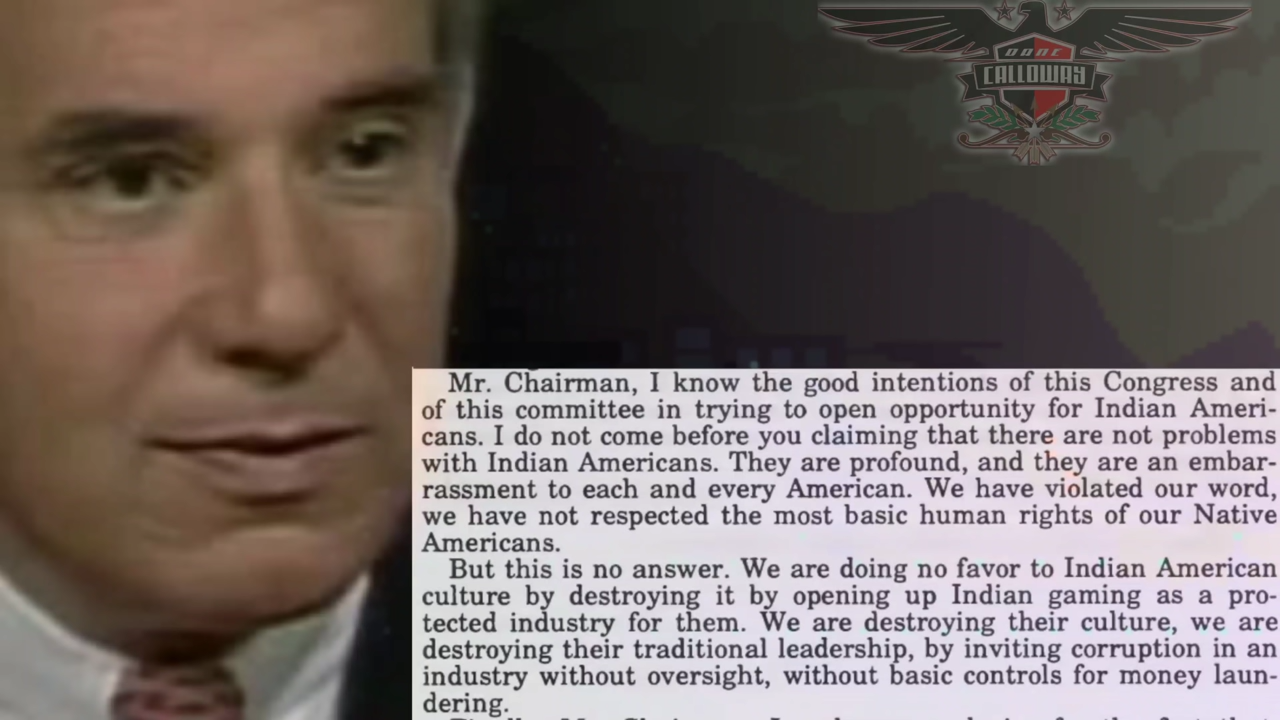 DANE
CALLOWAY
Mr. Chairman, I know the good intentions of this Congress and
of this committee in trying to open opportunity for Indian Ameri-
cans. I do not come before you claiming that there are not problems
with Indian Americans. They are profound, and they are an embar-
rassment to each and every American. We have violated our word,
we have not respected the most basic human rights of our Native
Americans.
But this is no answer. We are doing no favor to Indian American
culture by destroying it by opening up Indian gaming as a pro-
tected industry for them. We are destroying their culture, we are
destroying their traditional leadership, by inviting corruption in an
industry without oversight, without basic controls for money laun-
dering.